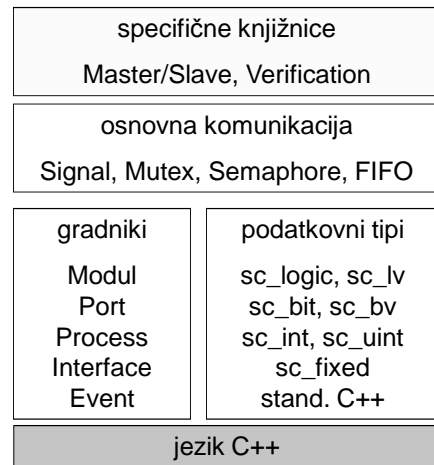 specifične knjižnice
Master/Slave, Verification
osnovna komunikacija
Signal, Mutex, Semaphore, FIFO
gradniki
Modul
Port
Process
Interface
Event
podatkovni tipi
sc_logic, sc_lv
sc_bit, sc_bv
sc_int, sc_uint
sc_fixed
stand. C++
jezik C++